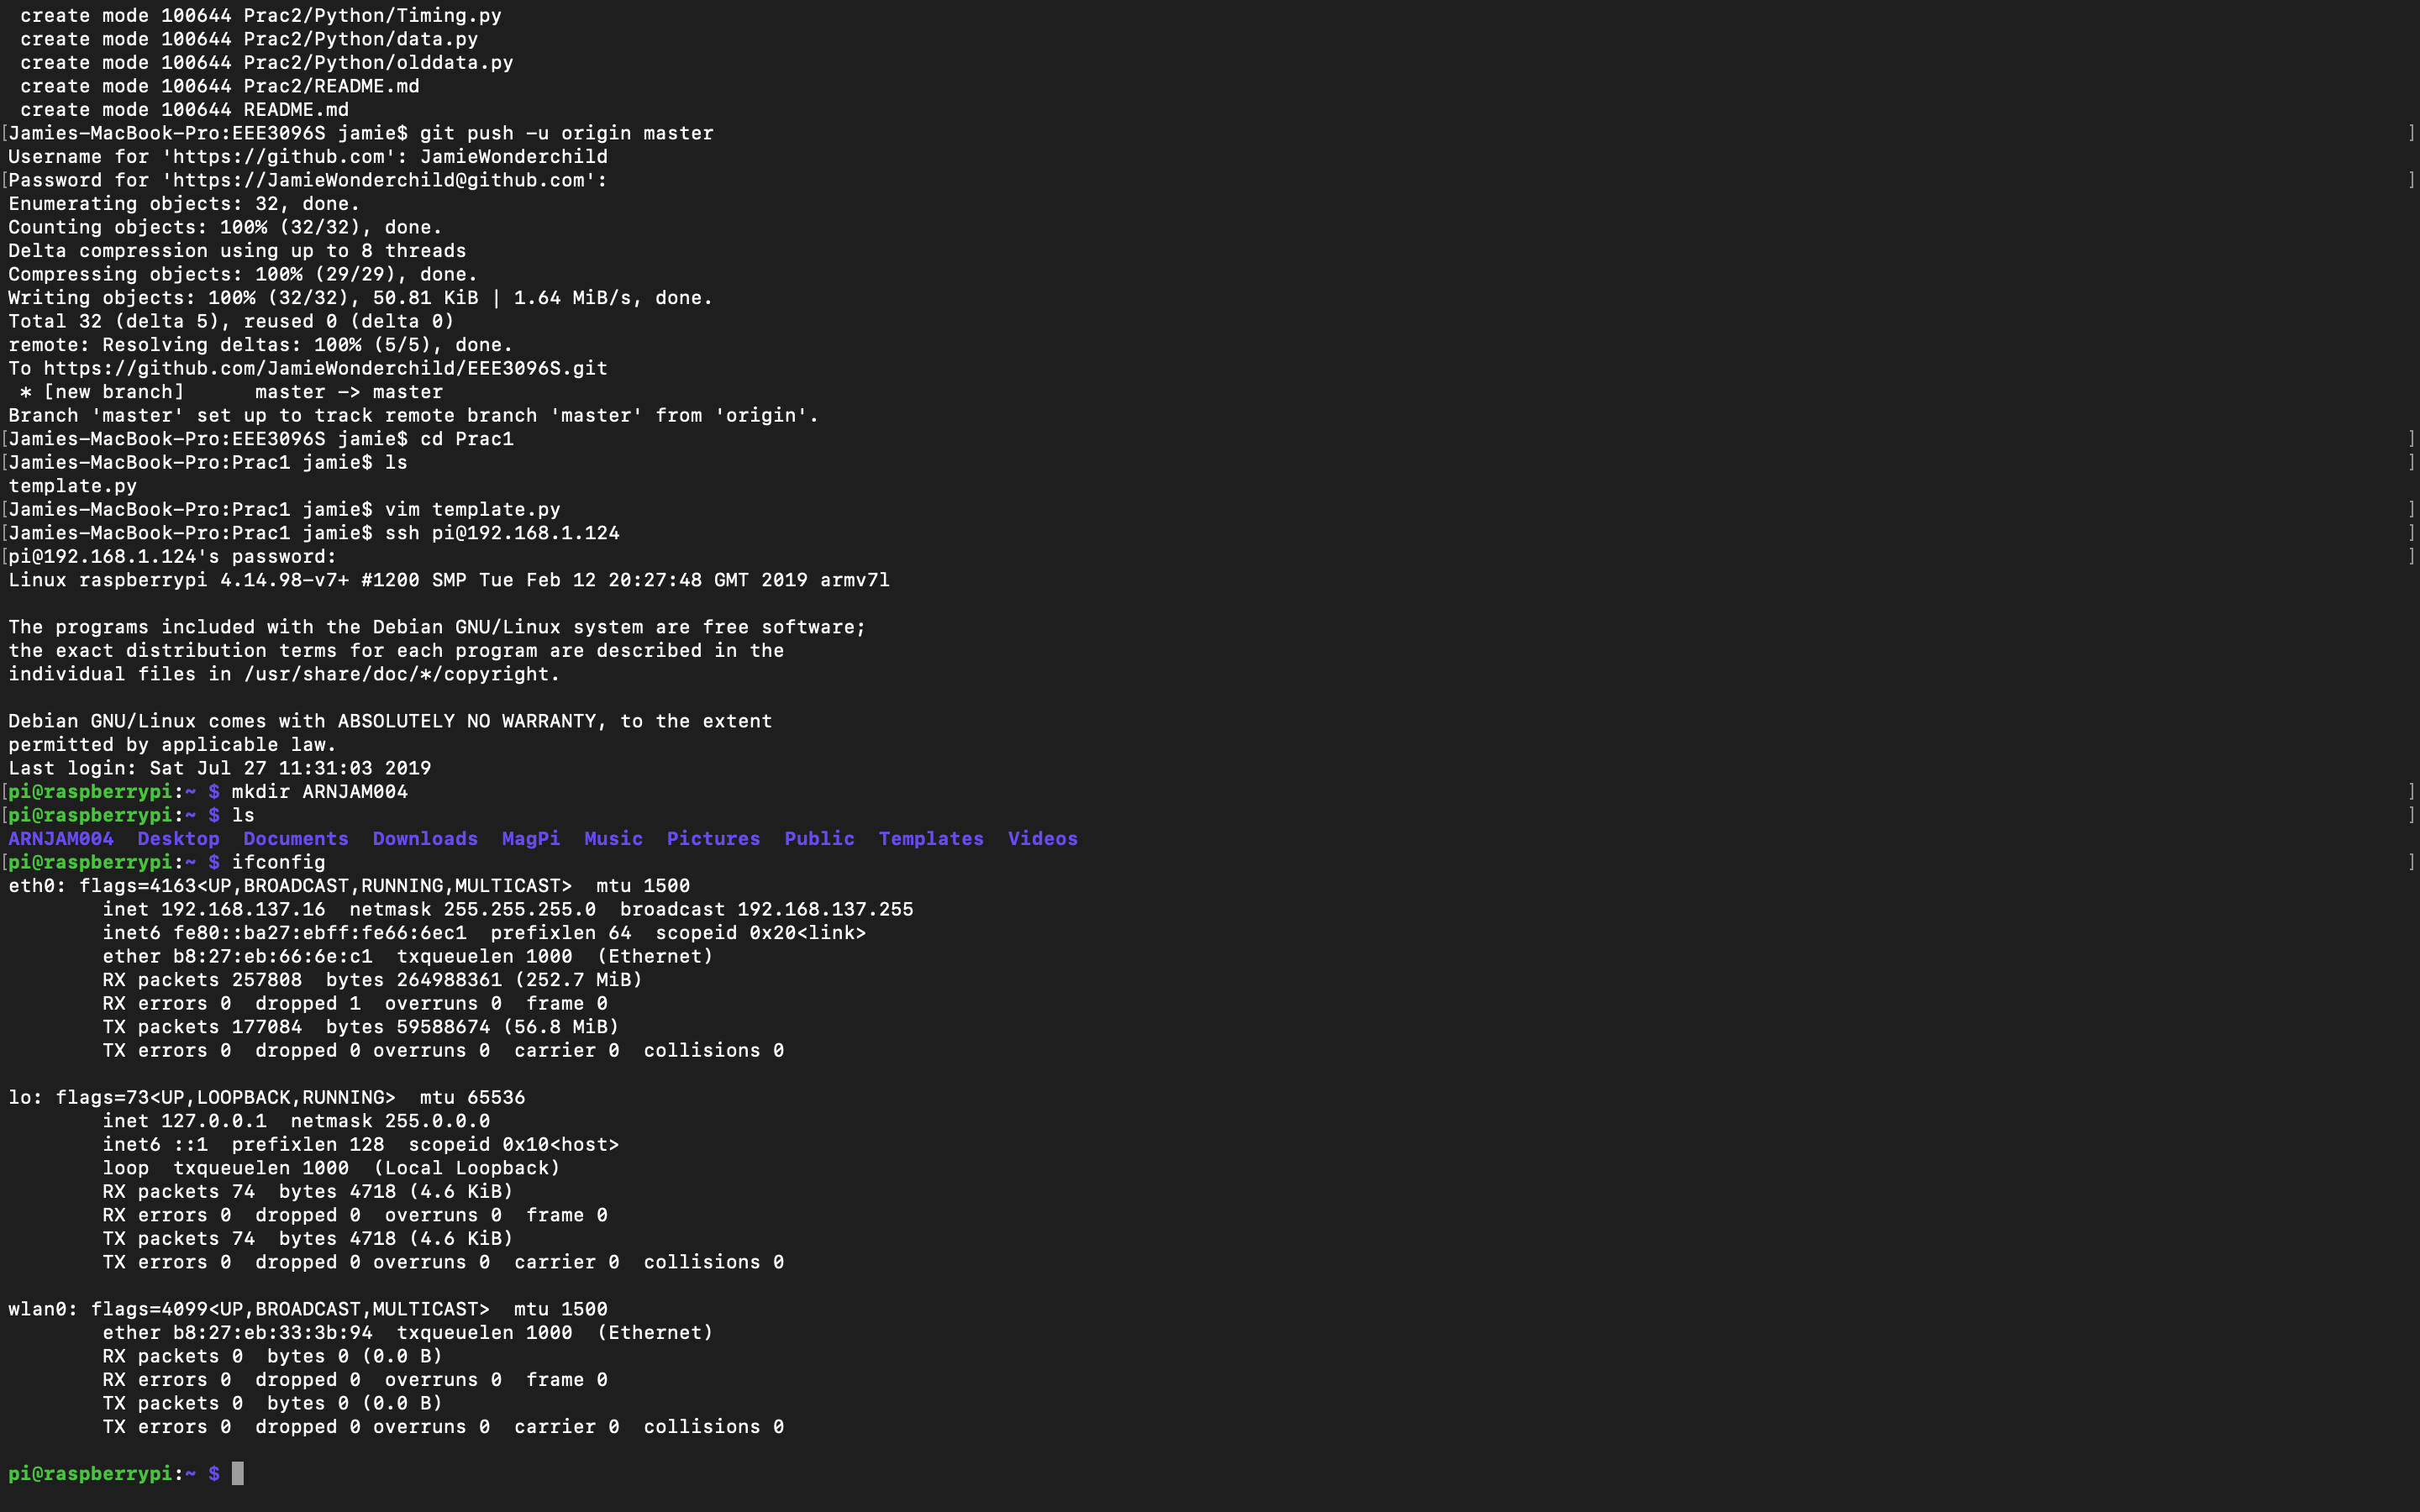 create mode 100644 Prac2/Python/Timing.py
create mode 100644 Prac2/Python/data.py
create mode 100644 Prac2/Python/olddata.py
create mode 100644 Prac2/README.md
create mode 100644 README.md
[Jamies-MacBook-Pro:EEE3096S jamie$ git push -u origin master ]
Username for 'https://github.com': JamieWonderchild
[Password for 'https://JamieWonderchild@github.com': ]
Enumerating objects: 32, done.
Counting objects: 100% (32/32), done.
Delta compression using up to 8 threads
Compressing objects: 100% (29/29), done.
Writing objects: 100% (32/32), 50.81 KiB | 1.64 MiB/s, done.
Total 32 (delta 5), reused 0 (delta 0)
remote: Resolving deltas: 100% (5/5), done.
To https://github.com/JamieWonderchild/EEE3096S.git
 * [new branch]      master -> master
Branch 'master' set up to track remote branch 'master' from 'origin'.
[Jamies-MacBook-Pro:EEE3096S jamie$ cd Prac1 ]
[Jamies-MacBook-Pro:Prac1 jamie$ ls ]
template.py
[Jamies-MacBook-Pro:Prac1 jamie$ vim template.py ]
[Jamies-MacBook-Pro:Prac1 jamie$ ssh pi@192.168.1.124 ]
[pi@192.168.1.124's password: ]
Linux raspberrypi 4.14.98-v7+ #1200 SMP Tue Feb 12 20:27:48 GMT 2019 armv7l
The programs included with the Debian GNU/Linux system are free software;
the exact distribution terms for each program are described in the
individual files in /usr/share/doc/*/copyright.
Debian GNU/Linux comes with ABSOLUTELY NO WARRANTY, to the extent
permitted by applicable law.
Last login: Sat Jul 27 11:31:03 2019
[pi@raspberrypi:~ $ mkdir ARNJAM004 ]
[pi@raspberrypi:~ $ ls ]
ARNJAM004  Desktop  Documents  Downloads  MagPi  Music  Pictures  Public  Templates  Videos
[pi@raspberrypi:~ $ ifconfig ]
eth0: flags=4163<UP,BROADCAST,RUNNING,MULTICAST>  mtu 1500
        inet 192.168.137.16  netmask 255.255.255.0  broadcast 192.168.137.255
        inet6 fe80::ba27:ebff:fe66:6ec1  prefixlen 64  scopeid 0x20<link>
        ether b8:27:eb:66:6e:c1  txqueuelen 1000  (Ethernet)
        RX packets 257808  bytes 264988361 (252.7 MiB)
        RX errors 0  dropped 1  overruns 0  frame 0
        TX packets 177084  bytes 59588674 (56.8 MiB)
        TX errors 0  dropped 0 overruns 0  carrier 0  collisions 0
lo: flags=73<UP,LOOPBACK,RUNNING>  mtu 65536
        inet 127.0.0.1  netmask 255.0.0.0
        inet6 ::1  prefixlen 128  scopeid 0x10<host>
        loop  txqueuelen 1000  (Local Loopback)
        RX packets 74  bytes 4718 (4.6 KiB)
        RX errors 0  dropped 0  overruns 0  frame 0
        TX packets 74  bytes 4718 (4.6 KiB)
        TX errors 0  dropped 0 overruns 0  carrier 0  collisions 0
wlan0: flags=4099<UP,BROADCAST,MULTICAST>  mtu 1500
        ether b8:27:eb:33:3b:94  txqueuelen 1000  (Ethernet)
        RX packets 0  bytes 0 (0.0 B)
        RX errors 0  dropped 0  overruns 0  frame 0
        TX packets 0  bytes 0 (0.0 B)
        TX errors 0  dropped 0 overruns 0  carrier 0  collisions 0
pi@raspberrypi:~ $